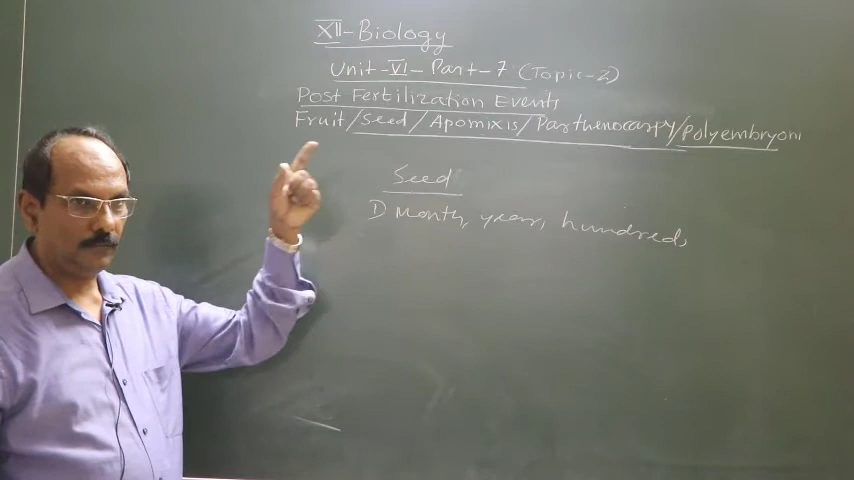 XII-Biology
Unit-VI-Part-7 (Topic-2)
Post Fertilization Events
Fruit/Seed/Apomixis/Parthenocarpy/Polyembryoni
Seed
1) Month, year, hundred,